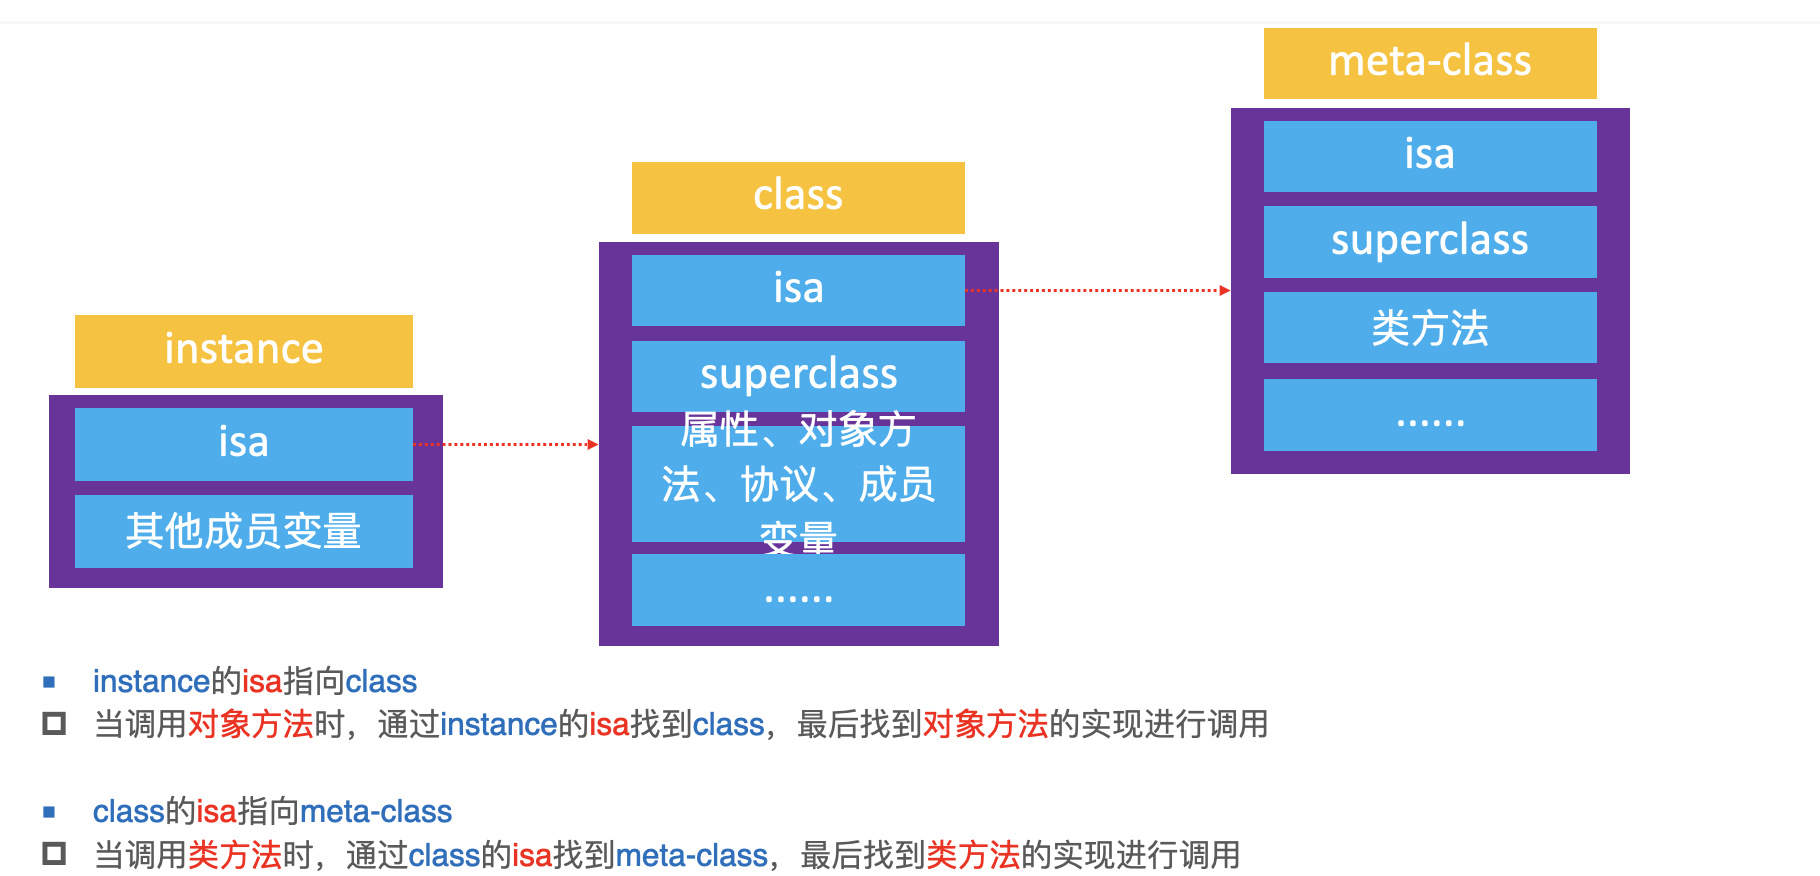 instance
isa
其他成员变量
class
isa
superclass
属性、对象方
法、协议、成员
变量
......
meta-class
isa
superclass
类方法
......
instance的isa指向class
当调用对象方法时，通过instance的isa找到class，最后找到对象方法的实现进行调用
class的isa指向meta-class
当调用类方法时，通过class的isa找到meta-class，最后找到类方法的实现进行调用